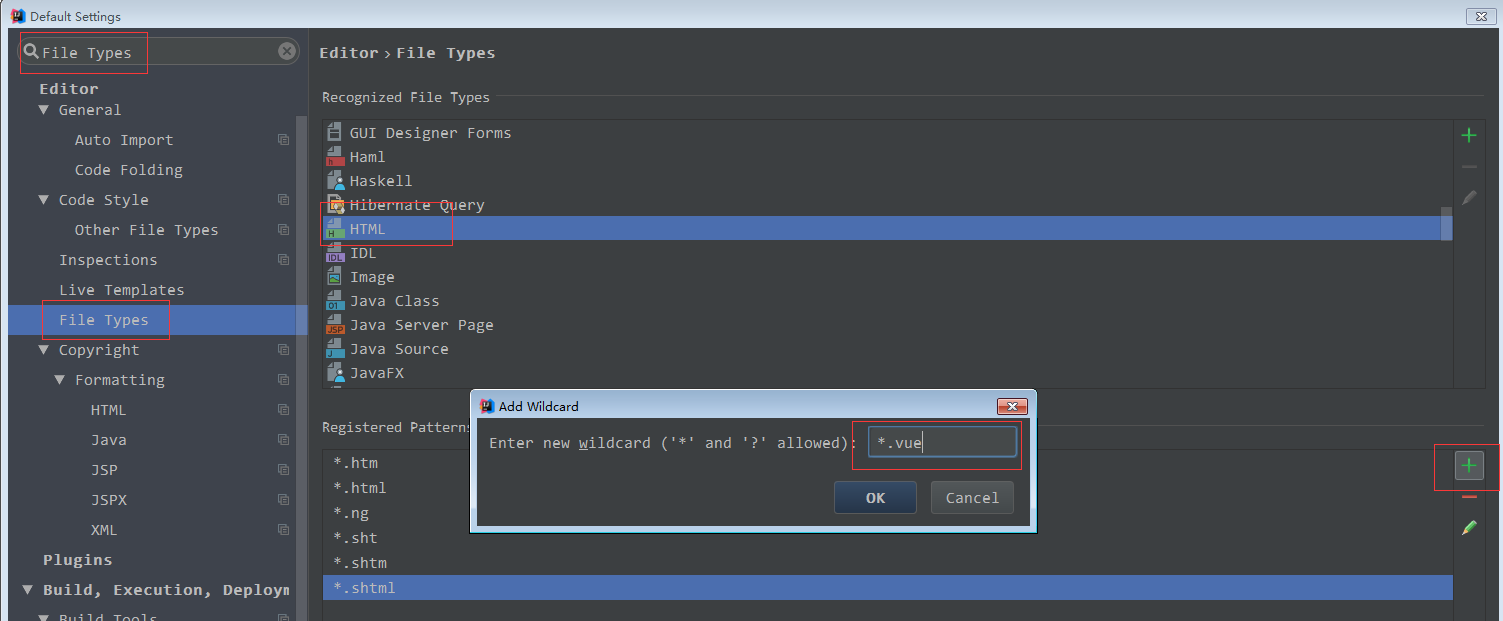 Default Settings
File Types
Editor
General
Auto Import
Code Folding
Code Style
Other File Types
Inspections
Live Templates
File Types
Copyright
Formatting
HTML
Java
JSP
JSPX
XML
Plugins
Build, Execution, Deployn
Build Tools
Editor › File Types
Recognized File Types
GUI Designer Forms
Haml
Haskell
Hibernate Query
HTML
IDL
Image
Java Class
Java Server Page
Java Source
JavaFX
Registered Patterns
*.htm
*.html
*.ng
*.sht
*.shtm
*.shtml
Add Wildcard
Enter new wildcard ('*' and '?' allowed): *.vue
OK Cancel